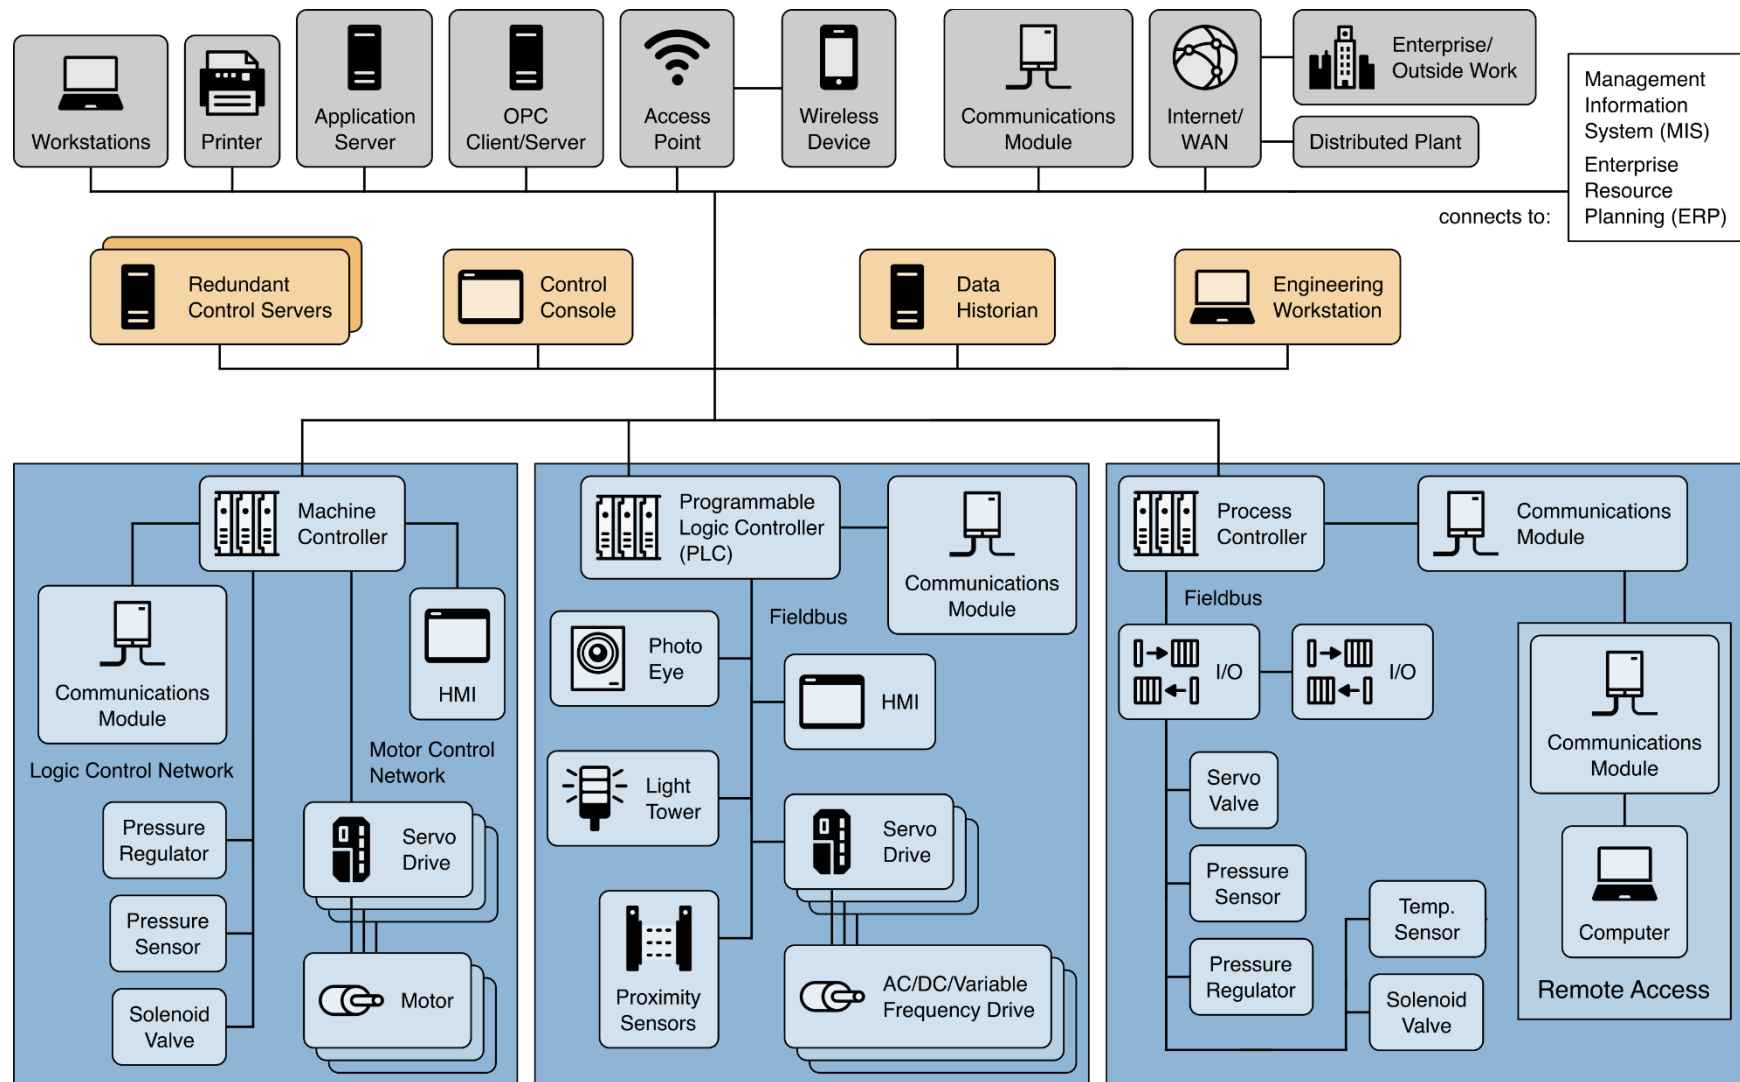 Workstations
Printer
Application
Server
OPC
Client/Server
Access
Point
Wireless
Device
Communications
Module
Internet/
WAN
Enterprise/
Outside Work
Distributed Plant
Management
Information
System (MIS)
Enterprise
Resource
Planning (ERP)
connects to:
Redundant
Control Servers
Control
Console
Data
Historian
Engineering
Workstation
Machine
Controller
Communications
Module
HMI
Logic Control Network
Motor Control
Network
Pressure
Regulator
Pressure
Sensor
Solenoid
Valve
Servo
Drive
Motor
Programmable
Logic Controller
(PLC)
Communications
Module
Fieldbus
Photo
Eye
HMI
Light
Tower
Servo
Drive
Proximity
Sensors
AC/DC/Variable
Frequency Drive
Process
Controller
Communications
Module
Fieldbus
I/O
I/O
Servo
Valve
Pressure
Sensor
Pressure
Regulator
Temp.
Sensor
Solenoid
Valve
Communications
Module
Computer
Remote Access